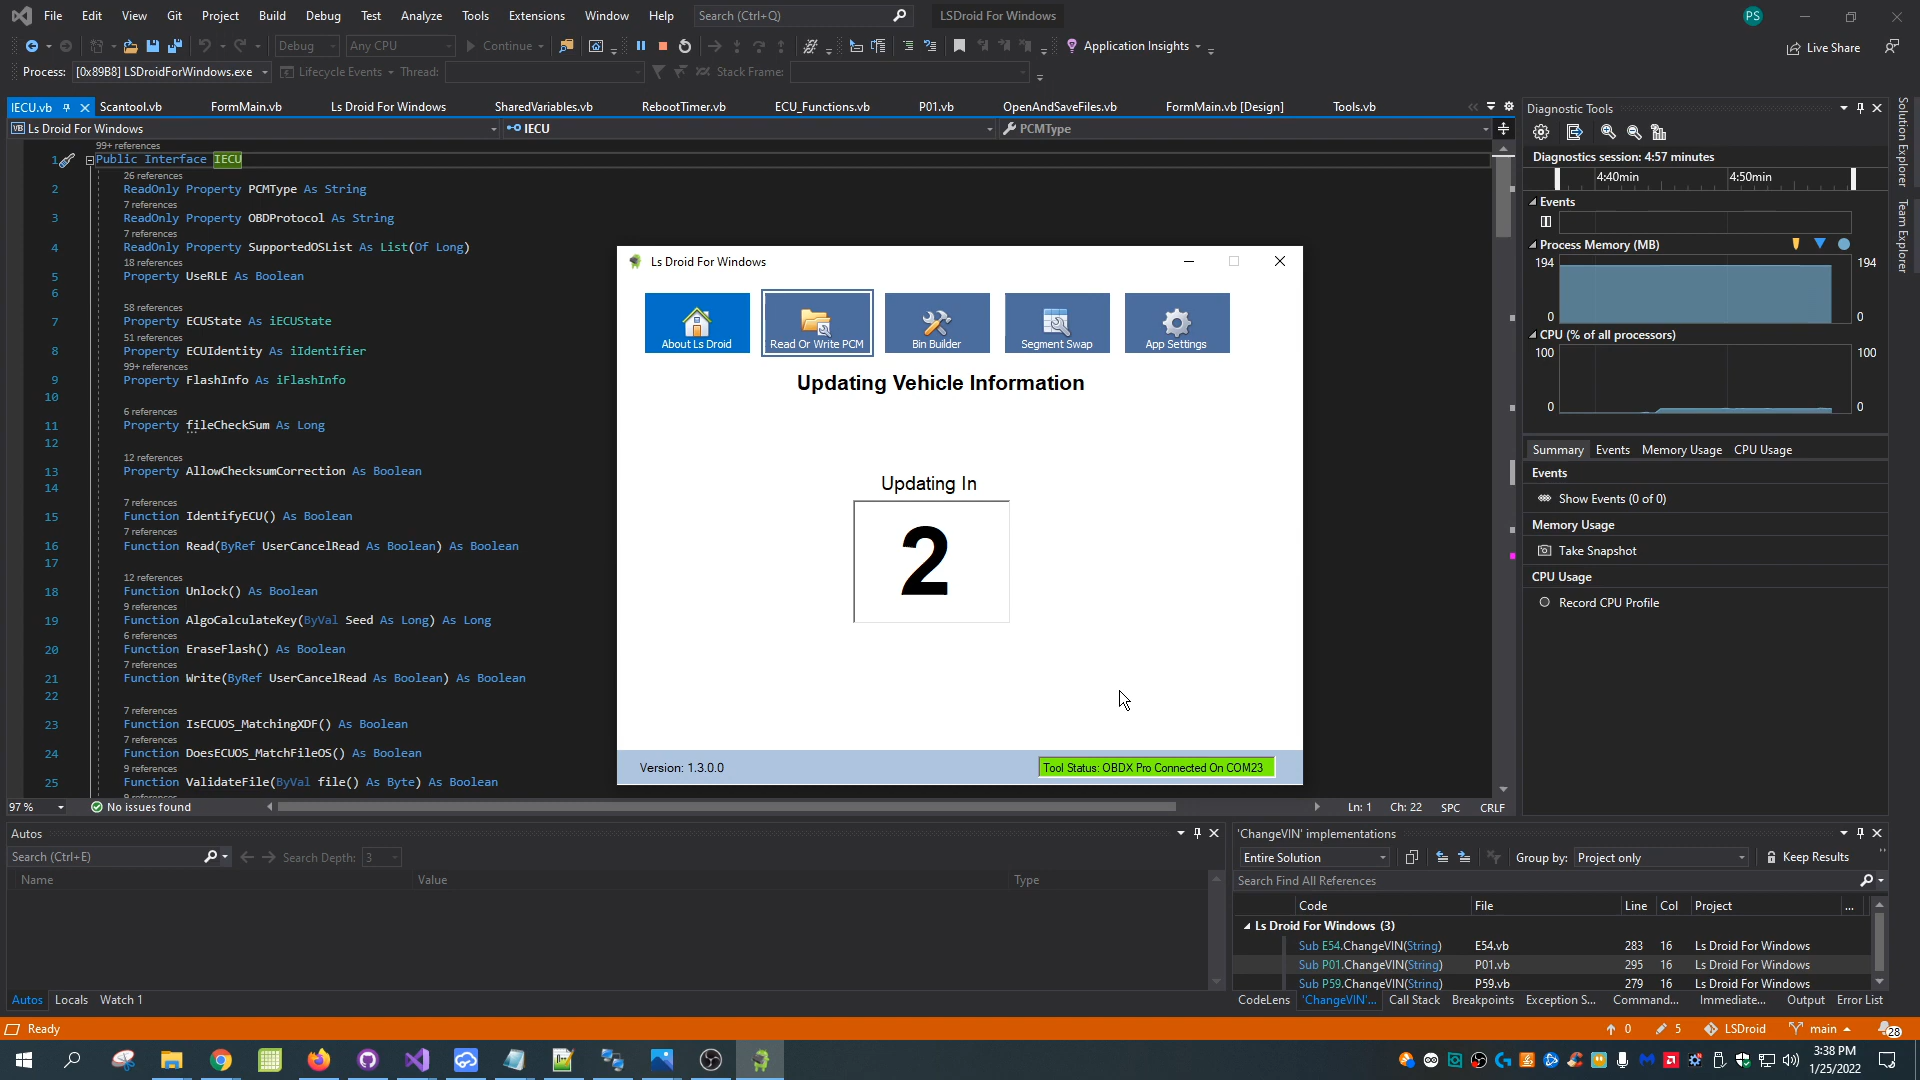 File Edit View Git Project Build Debug Test Analyze Tools Extensions Window Help Search (Ctrl+Q) LSDroid For Windows PS
Debug Any CPU Continue Application Insights Live Share
Process: [0x89B8] LSDroidForWindows.exe Lifecycle Events Thread: Stack Frame:
IECU.vb Scantool.vb FormMain.vb Ls Droid For Windows SharedVariables.vb RebootTimer.vb ECU_Functions.vb P01.vb OpenAndSaveFiles.vb FormMain.vb [Design] Tools.vb
Ls Droid For Windows IECU PCMType
99+ references
1 Public Interface IECU
26 references
2 ReadOnly Property PCMType As String
7 references
3 ReadOnly Property OBDProtocol As String
7 references
4 ReadOnly Property SupportedOSList As List(Of Long)
18 references
5 Property UseRLE As Boolean
6
58 references
7 Property ECUState As iECUState
51 references
8 Property ECUIdentity As iIdentifier
99+ references
9 Property FlashInfo As iFlashInfo
10
6 references
11 Property fileCheckSum As Long
12
12 references
13 Property AllowChecksumCorrection As Boolean
14
7 references
15 Function IdentifyECU() As Boolean
7 references
16 Function Read(ByRef UserCancelRead As Boolean) As Boolean
17
12 references
18 Function Unlock() As Boolean
9 references
19 Function AlgoCalculateKey(ByVal Seed As Long) As Long
6 references
20 Function EraseFlash() As Boolean
7 references
21 Function Write(ByRef UserCancelRead As Boolean) As Boolean
22
7 references
23 Function IsECUOS_MatchingXDF() As Boolean
7 references
24 Function DoesECUOS_MatchFileOS() As Boolean
9 references
25 Function ValidateFile(ByVal file() As Byte) As Boolean
97 % No issues found Ln: 1 Ch: 22 SPC CRLF
Ls Droid For Windows
About Ls Droid Read Or Write PCM Bin Builder Segment Swap App Settings
Updating Vehicle Information
Updating In
2
Version: 1.3.0.0 Tool Status: OBDX Pro Connected On COM23
Diagnostic Tools
Diagnostics session: 4:57 minutes
4:40min 4:50min
Events
Process Memory (MB)
194 194
0 0
CPU (% of all processors)
100 100
0 0
Summary Events Memory Usage CPU Usage
Events
Show Events (0 of 0)
Memory Usage
Take Snapshot
CPU Usage
Record CPU Profile
Solution Explorer
Team Explorer
Autos
Search (Ctrl+E) Search Depth: 3
Name Value Type
Autos Locals Watch 1
'ChangeVIN' implementations
Entire Solution Group by: Project only Keep Results
Search Find All References
Code File Line Col Project ...
Ls Droid For Windows (3)
Sub E54.ChangeVIN(String) E54.vb 283 16 Ls Droid For Windows
Sub P01.ChangeVIN(String) P01.vb 295 16 Ls Droid For Windows
Sub P59.ChangeVIN(String) P59.vb 279 16 Ls Droid For Windows
CodeLens 'ChangeVIN'... Call Stack Breakpoints Exception S... Command... Immediate... Output Error List
Ready 0 5 LSDroid main 28
3:38 PM
1/25/2022